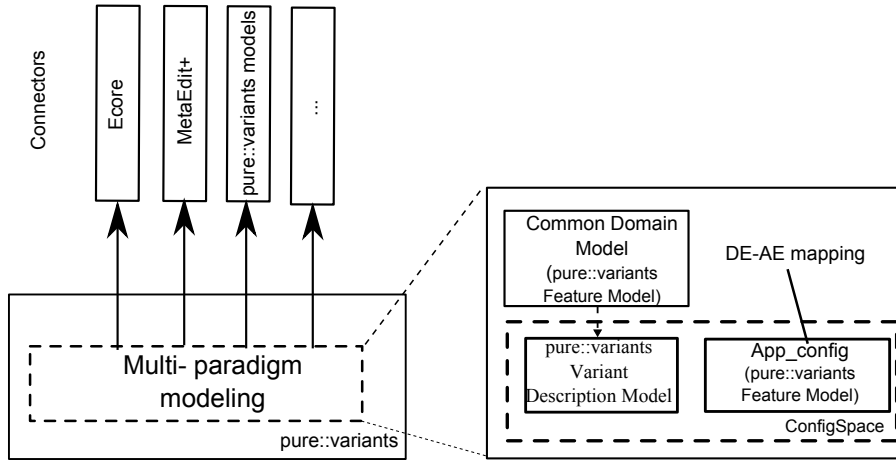 Connectors
Ecore
MetaEdit+
pure::variants models
...
Multi- paradigm
modeling
pure::variants
Common Domain
Model
(pure::variants
Feature Model)
DE-AE mapping
pure::variants
Variant
Description Model
App_config
(pure::variants
Feature Model)
ConfigSpace